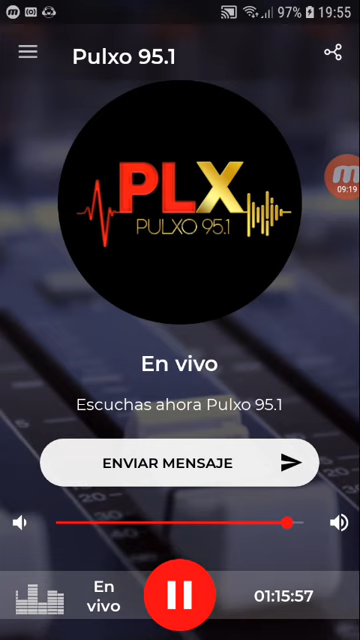 97% 19:55
Pulxo 95.1
09:19
PLX
PULXO 95.1
En vivo
Escuchas ahora Pulxo 95.1
ENVIAR MENSAJE
En
vivo
01:15:57